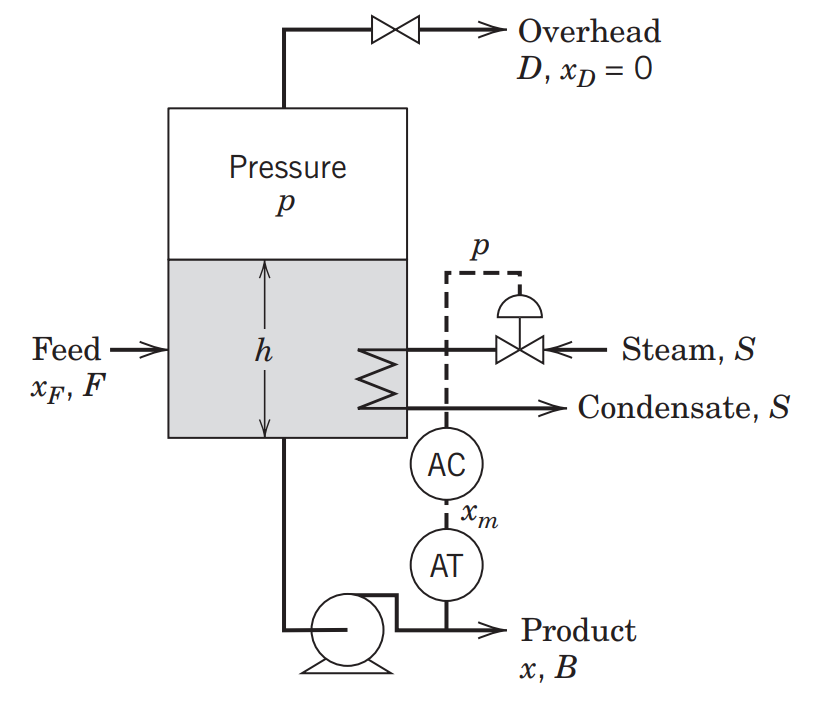 Overhead
D, x_D = 0
Pressure
p
p
Feed
x_F, F
h
Steam, S
Condensate, S
AC
x_m
AT
Product
x, B